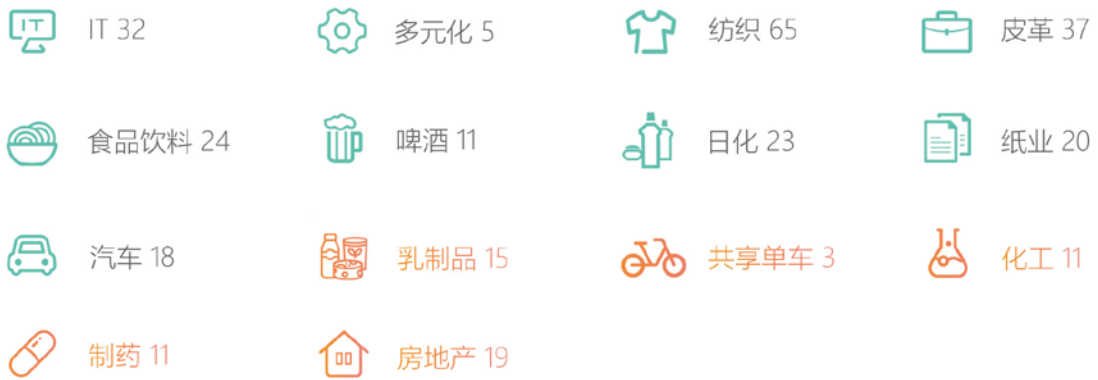 IT
IT 32
多元化 5
纺织 65
皮革 37
食品饮料 24
啤酒 11
日化 23
纸业 20
汽车 18
乳制品 15
共享单车 3
化工 11
制药 11
房地产 19